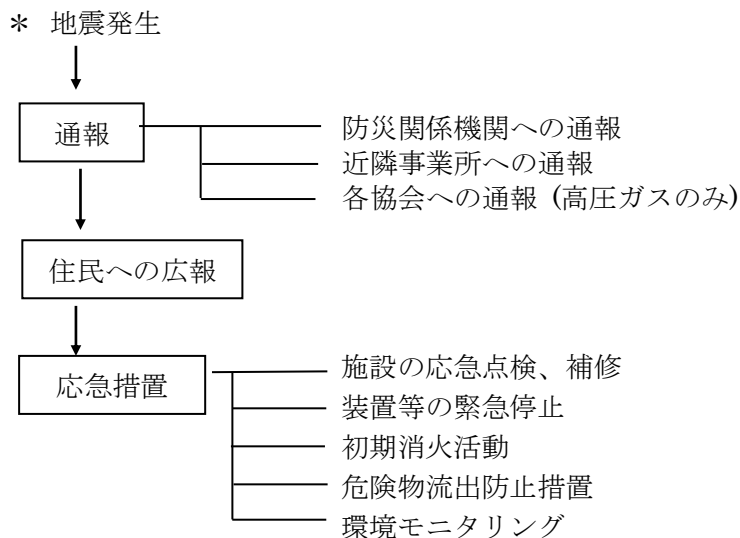 ＊ 地震発生
通報
防災関係機関への通報
近隣事業所への通報
各協会への通報 (高圧ガスのみ)
住民への広報
応急措置
施設の応急点検、補修
装置等の緊急停止
初期消火活動
危険物流出防止措置
環境モニタリング